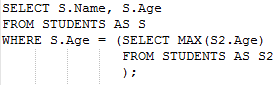 SELECT S.Name, S.Age
FROM STUDENTS AS S
WHERE S.Age = (SELECT MAX(S2.Age)
FROM STUDENTS AS S2
);